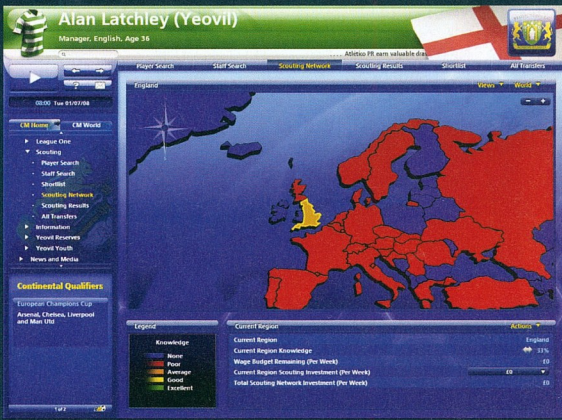 Alan Latchley (Yeovil)
Manager, English, Age 36
.... Atletico PR earn valuable dra
Player Search Staff Search Scouting Network Scouting Results Shortlist All Transfers
England Views World
?
08:00 Tue 01/07/08
CM Home CM World
League One
Scouting
Player Search
Staff Search
Shortlist
Scouting Network
Scouting Results
All Transfers
Information
Yeovil Reserves
Yeovil Youth
News and Media
Continental Qualifiers
European Champions Cup
Arsenal, Chelsea, Liverpool
and Man Utd
1 of 2
Legend
Knowledge
None
Poor
Average
Good
Excellent
Current Region Actions
Current Region England
Current Region Knowledge 33%
Wage Budget Remaining (Per Week) £0
Current Region Scouting Investment (Per Week) £0
Total Scouting Network Investment (Per Week) £0